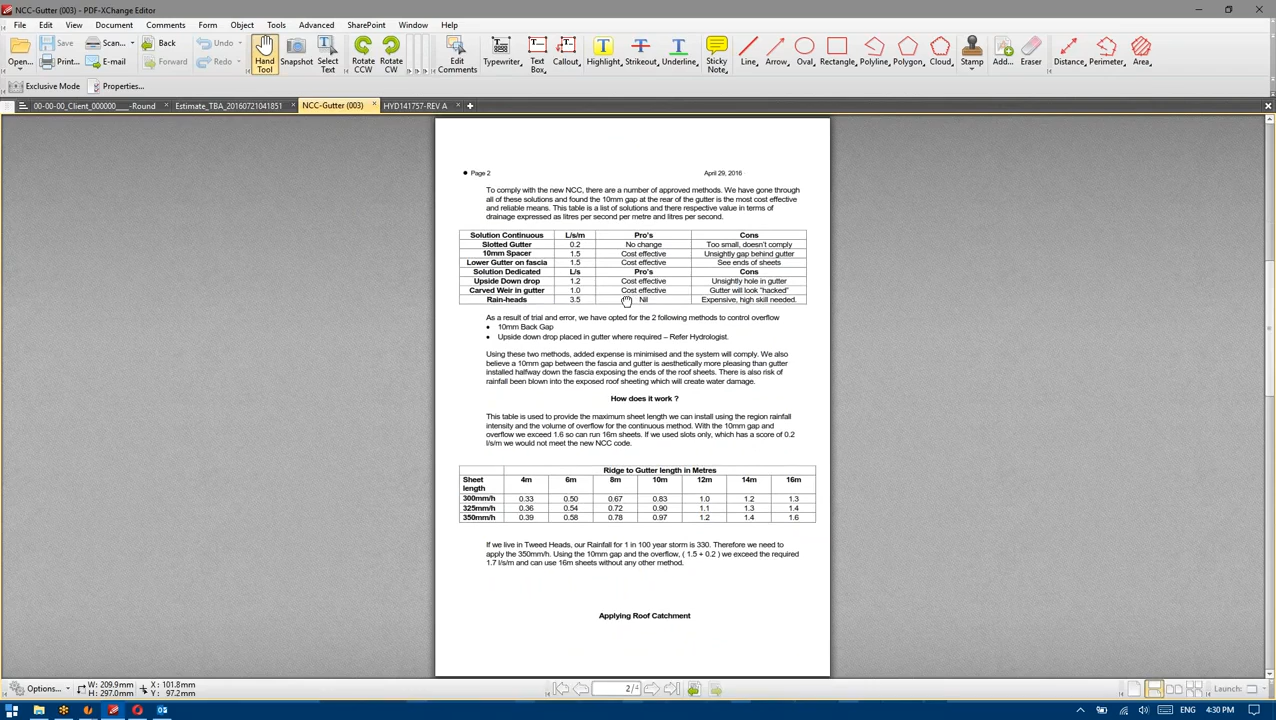 NCC-Gutter (003) - PDF-XChange Editor
File Edit View Document Comments Form Object Tools Advanced SharePoint Window Help
Open... Save Print... Scan... E-mail Back Forward Undo Redo Hand Tool Snapshot Select Text Rotate CCW Rotate CW Edit Comments Typewriter Text Box Callout Highlight Strikeout Underline Sticky Note Line Arrow Oval Rectangle Polyline Polygon Cloud Stamp Add... Eraser Distance Perimeter Area
Exclusive Mode Properties...
00-00-00_Client_000000____-Round Estimate_TBA_20160721041851 NCC-Gutter (003) HYD141757-REV A
● Page 2 April 29, 2016
To comply with the new NCC, there are a number of approved methods. We have gone through
all of these solutions and found the 10mm gap at the rear of the gutter is the most cost effective
and reliable means. This table is a list of solutions and there respective value in terms of
drainage expressed as litres per second per metre and litres per second.
Solution Continuous L/s/m Pro's Cons
Slotted Gutter 0.2 No change Too small, doesn't comply
10mm Spacer 1.5 Cost effective Unsightly gap behind gutter
Lower Gutter on fascia 1.5 Cost effective See ends of sheets
Solution Dedicated L/s Pro's Cons
Upside Down drop 1.2 Cost effective Unsightly hole in gutter
Carved Weir in gutter 1.0 Cost effective Gutter will look "hacked"
Rain-heads 3.5 Nil Expensive, high skill needed.
As a result of trial and error, we have opted for the 2 following methods to control overflow
• 10mm Back Gap
• Upside down drop placed in gutter where required – Refer Hydrologist.
Using these two methods, added expense is minimised and the system will comply. We also
believe a 10mm gap between the fascia and gutter is aesthetically more pleasing than gutter
installed halfway down the fascia exposing the ends of the roof sheets. There is also risk of
rainfall been blown into the exposed roof sheeting which will create water damage.
How does it work ?
This table is used to provide the maximum sheet length we can install using the region rainfall
intensity and the volume of overflow for the continuous method. With the 10mm gap and
overflow we exceed 1.6 so can run 16m sheets. If we used slots only, which has a score of 0.2
l/s/m we would not meet the new NCC code.
Ridge to Gutter length in Metres
Sheet length 4m 6m 8m 10m 12m 14m 16m
300mm/h 0.33 0.50 0.67 0.83 1.0 1.2 1.3
325mm/h 0.36 0.54 0.72 0.90 1.1 1.3 1.4
350mm/h 0.39 0.58 0.78 0.97 1.2 1.4 1.6
If we live in Tweed Heads, our Rainfall for 1 in 100 year storm is 330. Therefore we need to
apply the 350mm/h. Using the 10mm gap and the overflow, ( 1.5 + 0.2 ) we exceed the required
1.7 l/s/m and can use 16m sheets without any other method.
Applying Roof Catchment
Options... W: 209.9mm H: 297.0mm X: 101.8mm Y: 97.2mm 2/4 Launch:
4:30 PM